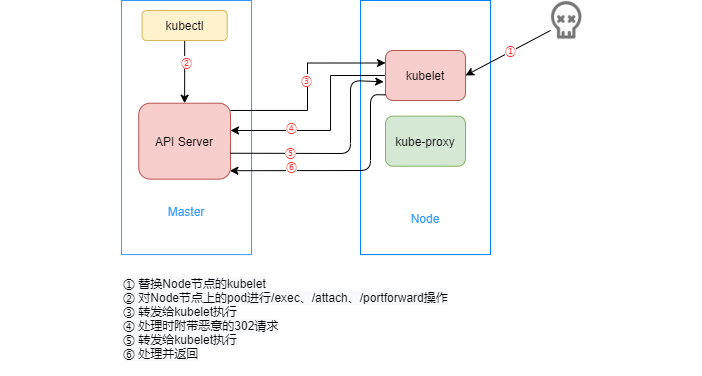 kubectl
①
②
kubelet
③
API Server
④
kube-proxy
⑤
⑥
Master
Node
① 替换Node节点的kubelet
② 对Node节点上的pod进行/exec、/attach、/portforward操作
③ 转发给kubelet执行
④ 处理时附带恶意的302请求
⑤ 转发给kubelet执行
⑥ 处理并返回